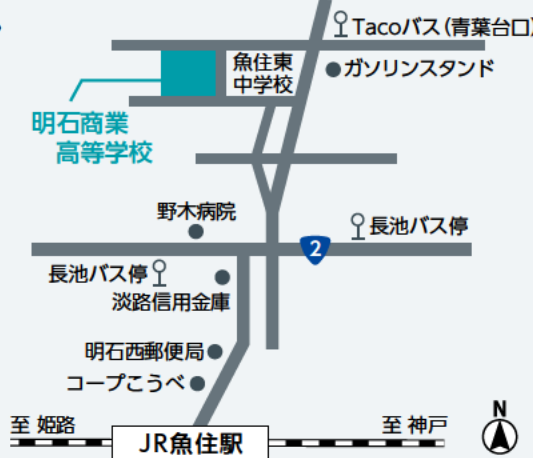 Tacoバス(青葉台口)
魚住東
中学校
ガソリンスタンド
明石商業
高等学校
野木病院
長池バス停
2
長池バス停
淡路信用金庫
明石西郵便局
コープこうべ
至 姫路
至 神戸
N
JR魚住駅